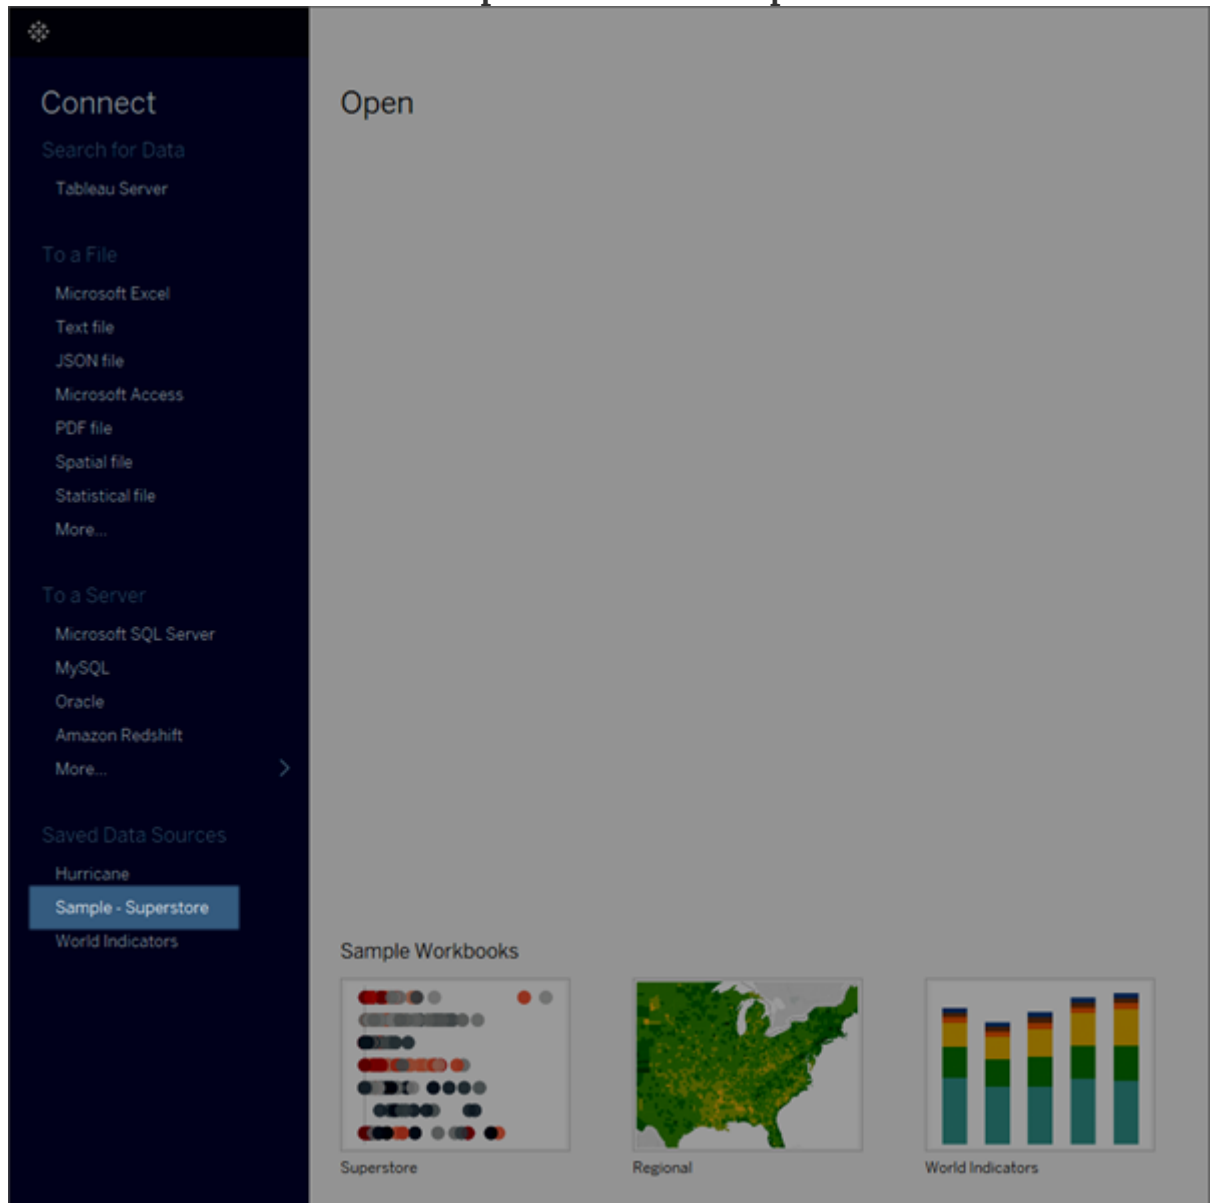 Connect
Search for Data
Tableau Server
To a File
Microsoft Excel
Text file
JSON file
Microsoft Access
PDF file
Spatial file
Statistical file
More...
To a Server
Microsoft SQL Server
MySQL
Oracle
Amazon Redshift
More...
Saved Data Sources
Hurricane
Sample - Superstore
World Indicators
Open
Sample Workbooks
Superstore
Regional
World Indicators